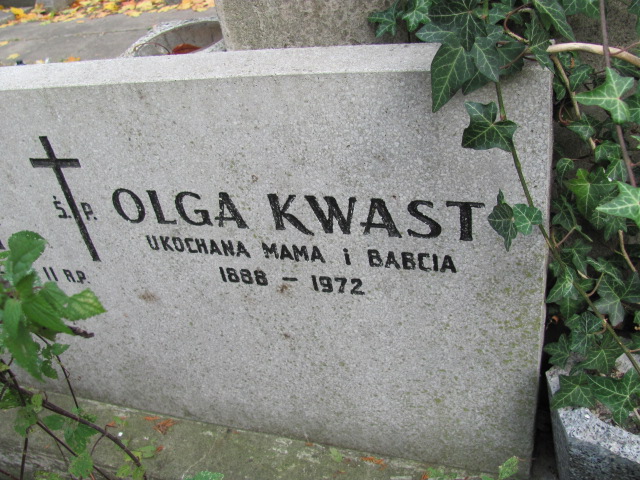 Ś. P.
OLGA KWAST
UKOCHANA MAMA i BABCIA
1888 – 1972
11 R.P.